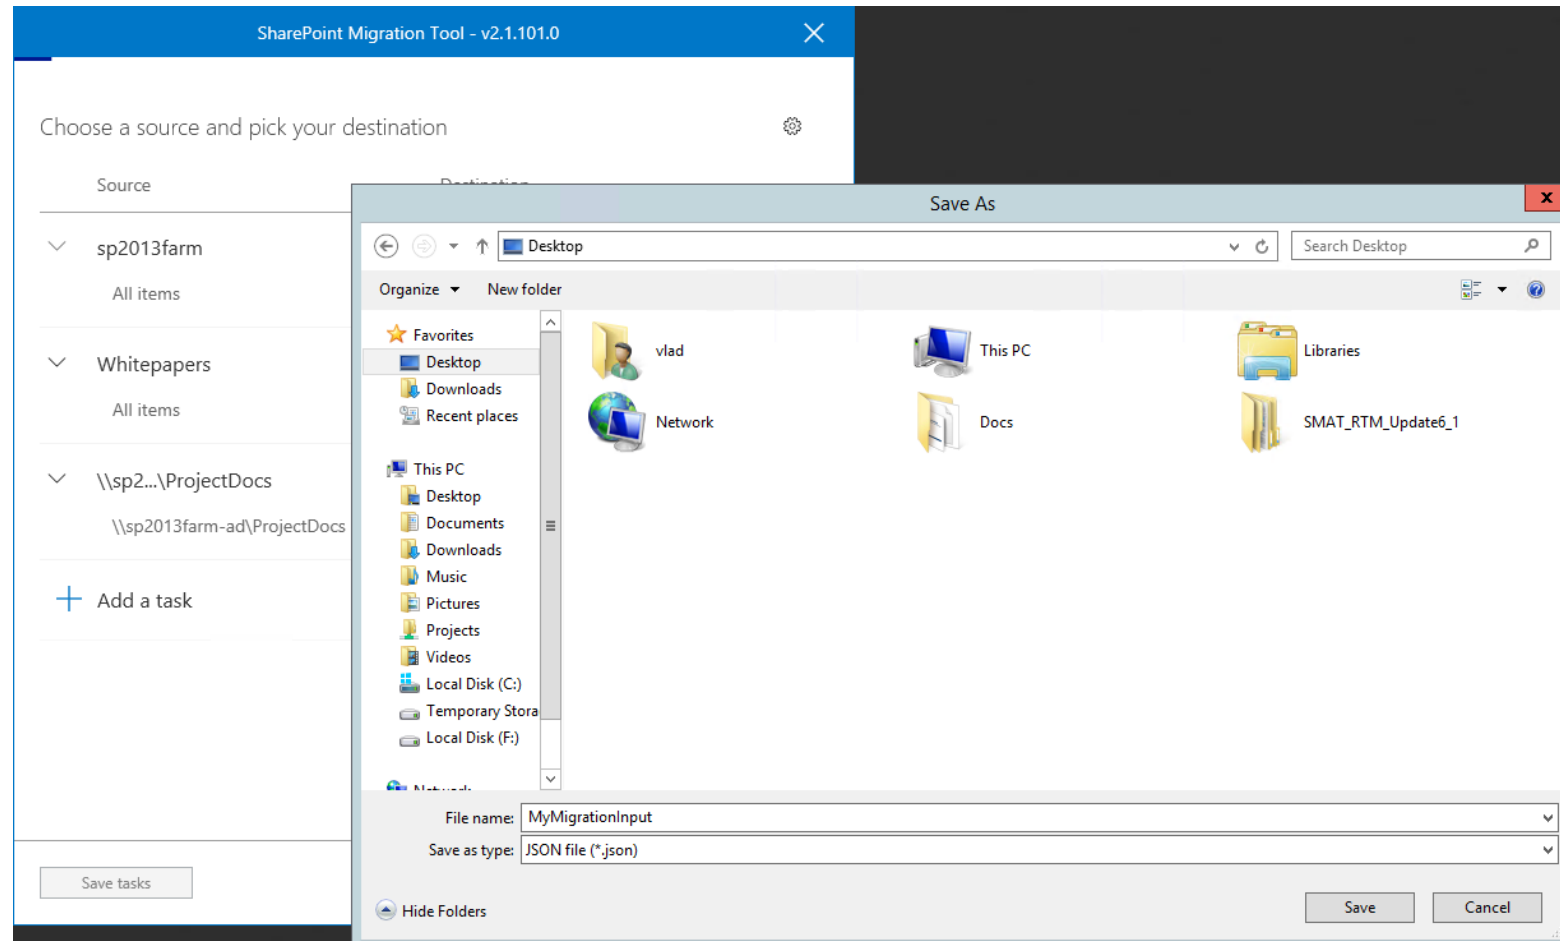 SharePoint Migration Tool - v2.1.101.0
Choose a source and pick your destination
Source
Destination
sp2013farm
All items
Whitepapers
All items
\\sp2...\ProjectDocs
\\sp2013farm-ad\ProjectDocs
Add a task
Save tasks
Save As
Desktop
Search Desktop
Organize
New folder
Favorites
Desktop
Downloads
Recent places
This PC
Desktop
Documents
Downloads
Music
Pictures
Projects
Videos
Local Disk (C:)
Temporary Stora
Local Disk (F:)
Network
vlad
This PC
Libraries
Network
Docs
SMAT_RTM_Update6_1
File name: MyMigrationInput
Save as type: JSON file (*.json)
Hide Folders
Save
Cancel